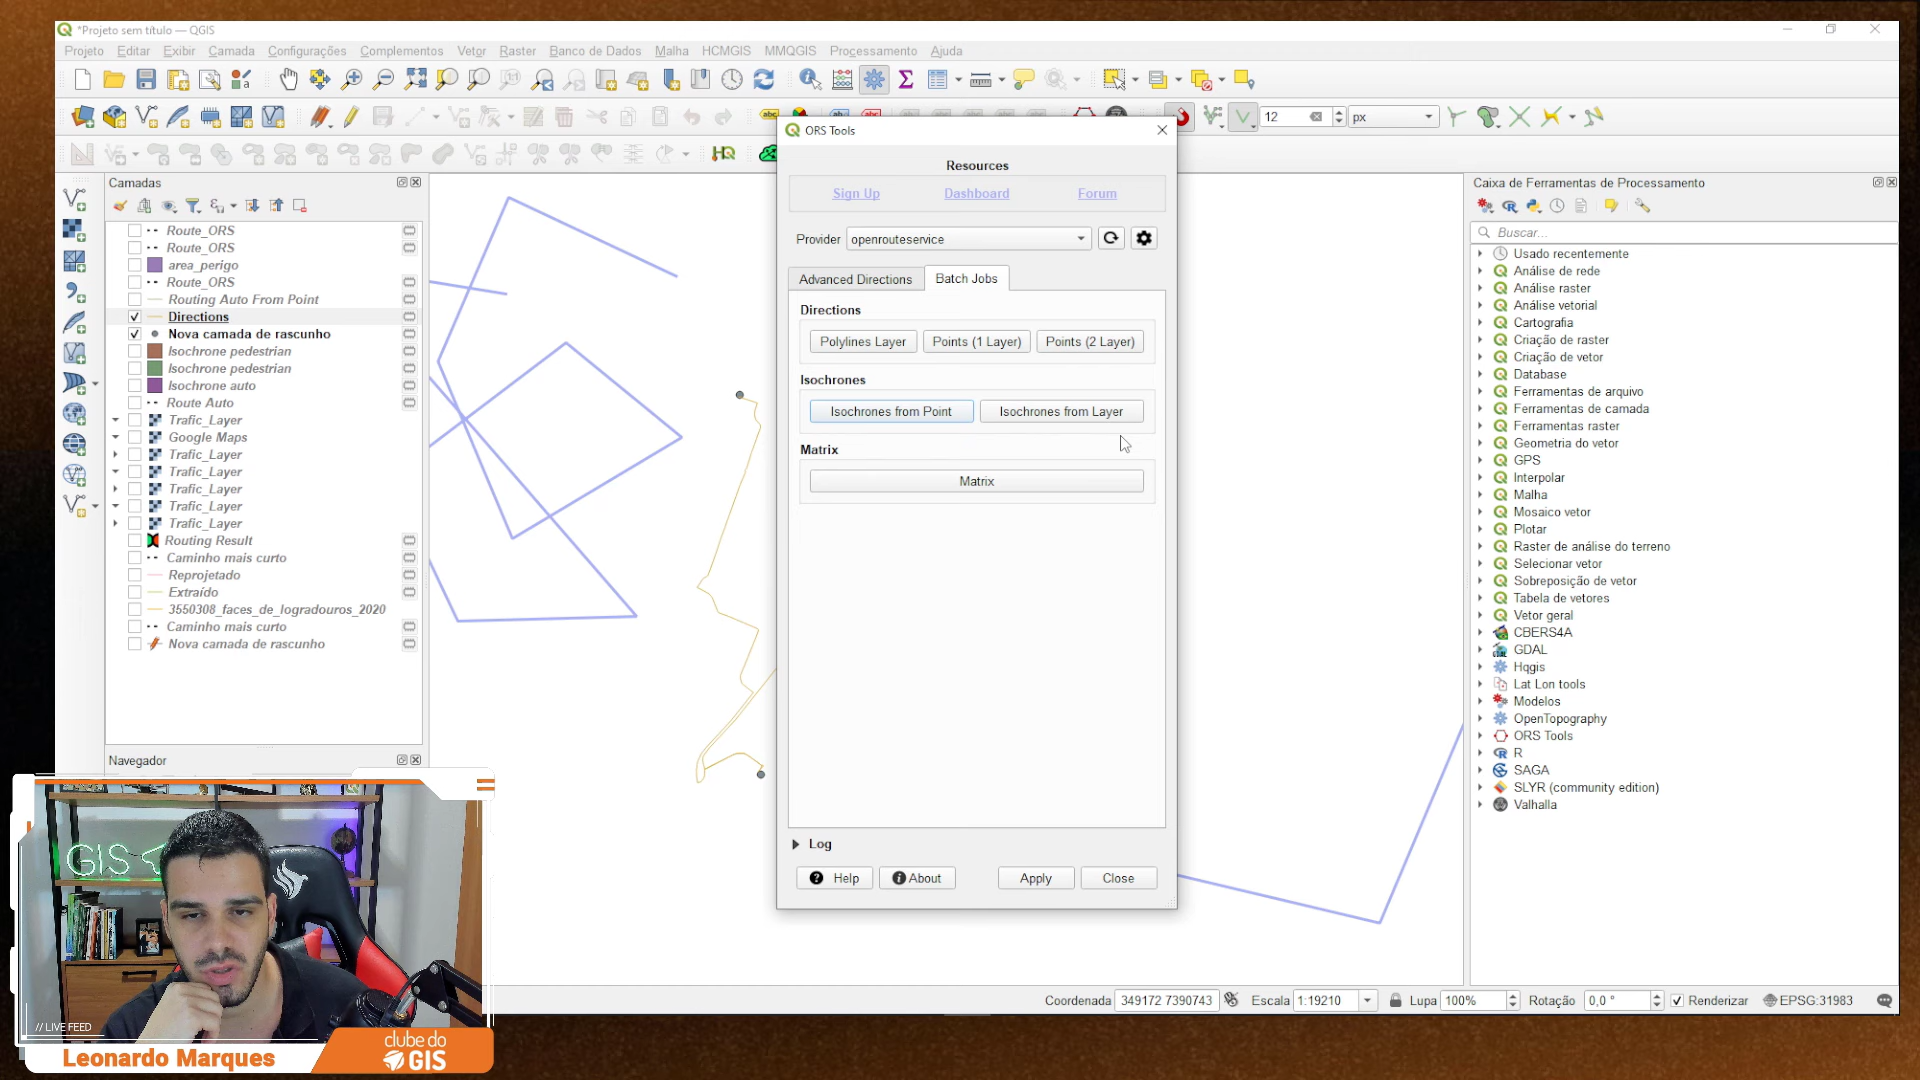 *Projeto sem título — QGIS
Projeto Editar Exibir Camada Configurações Complementos Vetor Raster Banco de Dados Malha HCMGIS MMQGIS Processamento Ajuda
12 px
Camadas
Route_ORS
Route_ORS
area_perigo
Route_ORS
Routing Auto From Point
Directions
Nova camada de rascunho
Isochrone pedestrian
Isochrone pedestrian
Isochrone auto
Route Auto
Trafic_Layer
Google Maps
Trafic_Layer
Trafic_Layer
Trafic_Layer
Trafic_Layer
Trafic_Layer
Routing Result
Caminho mais curto
Reprojetado
Extraído
3550308_faces_de_logradouros_2020
Caminho mais curto
Nova camada de rascunho
Navegador
ORS Tools
Resources
Sign Up Dashboard Forum
Provider openrouteservice
Advanced Directions Batch Jobs
Directions
Polylines Layer Points (1 Layer) Points (2 Layer)
Isochrones
Isochrones from Point Isochrones from Layer
Matrix
Matrix
Log
Help About Apply Close
Caixa de Ferramentas de Processamento
Buscar...
Usado recentemente
Análise de rede
Análise raster
Análise vetorial
Cartografia
Criação de raster
Criação de vetor
Database
Ferramentas de arquivo
Ferramentas de camada
Ferramentas raster
Geometria do vetor
GPS
Interpolar
Malha
Mosaico vetor
Plotar
Raster de análise do terreno
Selecionar vetor
Sobreposição de vetor
Tabela de vetores
Vetor geral
CBERS4A
GDAL
Hqgis
Lat Lon tools
Modelos
OpenTopography
ORS Tools
R
SAGA
SLYR (community edition)
Valhalla
Coordenada 349172 7390743 Escala 1:19210 Lupa 100% Rotação 0,0 ° Renderizar EPSG:31983
GIS
// LIVE FEED
Leonardo Marques
clube do
GIS